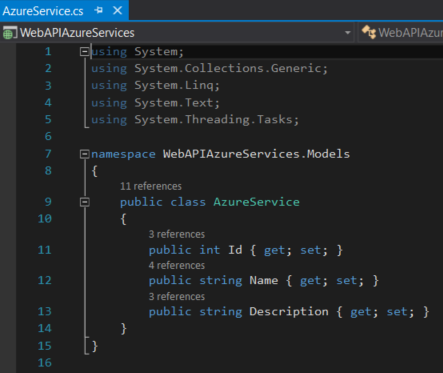 AzureService.cs
WebAPIAzureServices
WebAPIAzur
1 using System;
2 using System.Collections.Generic;
3 using System.Linq;
4 using System.Text;
5 using System.Threading.Tasks;
6
7 namespace WebAPIAzureServices.Models
8 {
11 references
9 public class AzureService
10 {
3 references
11 public int Id { get; set; }
4 references
12 public string Name { get; set; }
3 references
13 public string Description { get; set; }
14 }
15 }
16